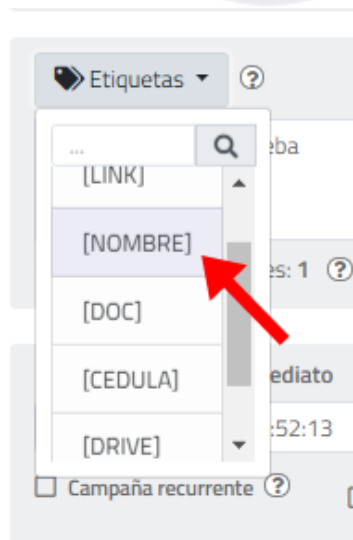 Etiquetas
...
eba
[LINK]
[NOMBRE]
es: 1
[DOC]
[CEDULA]
ediato
[DRIVE]
:52:13
Campaña recurrente